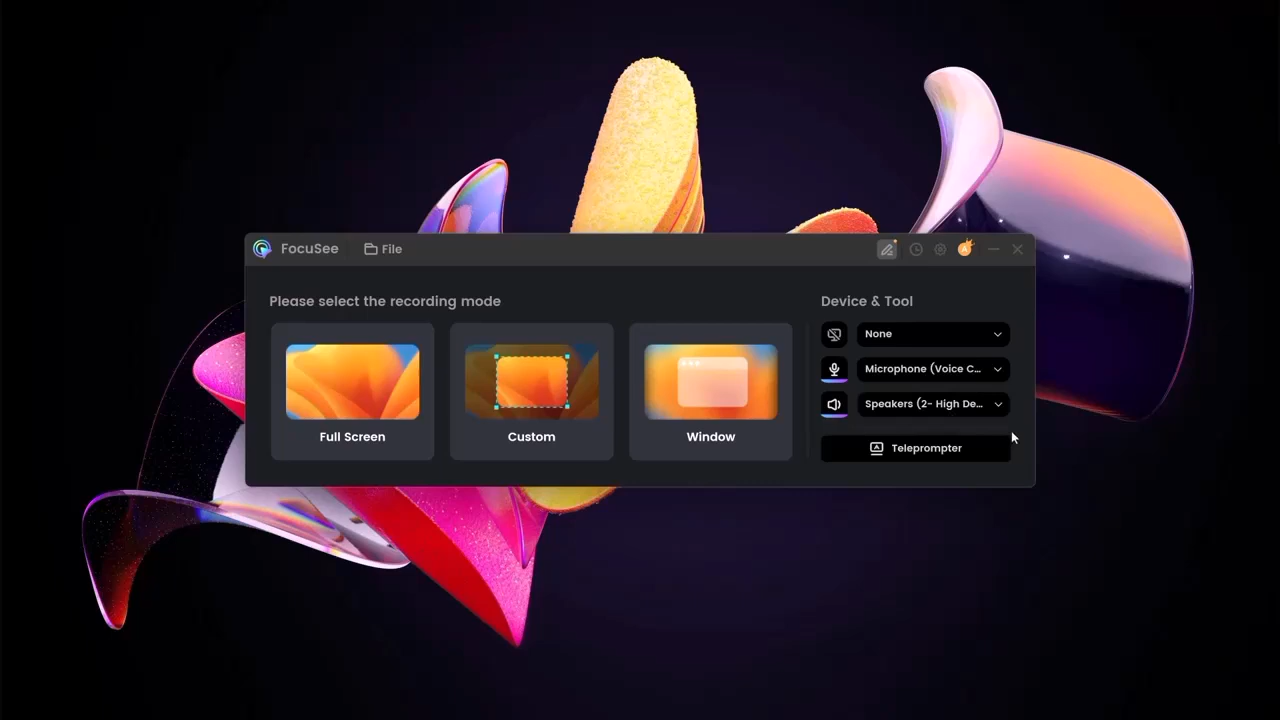 FocuSee
File
Please select the recording mode
Full Screen
Custom
Window
Device & Tool
None
Microphone (Voice C...
Speakers (2- High De...
Teleprompter